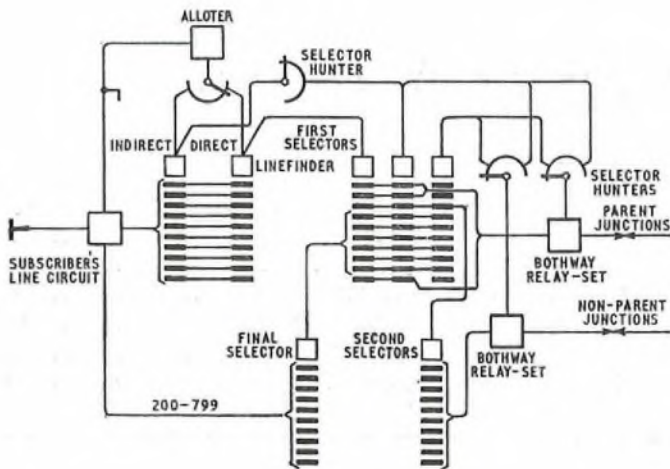 ALLOTER
SELECTOR
HUNTER
INDIRECT
DIRECT
LINEFINDER
FIRST
SELECTORS
SELECTOR
HUNTERS
SUBSCRIBER'S
LINE CIRCUIT
PARENT
JUNCTIONS
BOTHWAY
RELAY-SET
FINAL
SELECTOR
SECOND
SELECTORS
NON-PARENT
JUNCTIONS
BOTHWAY
RELAY-SET
200-799